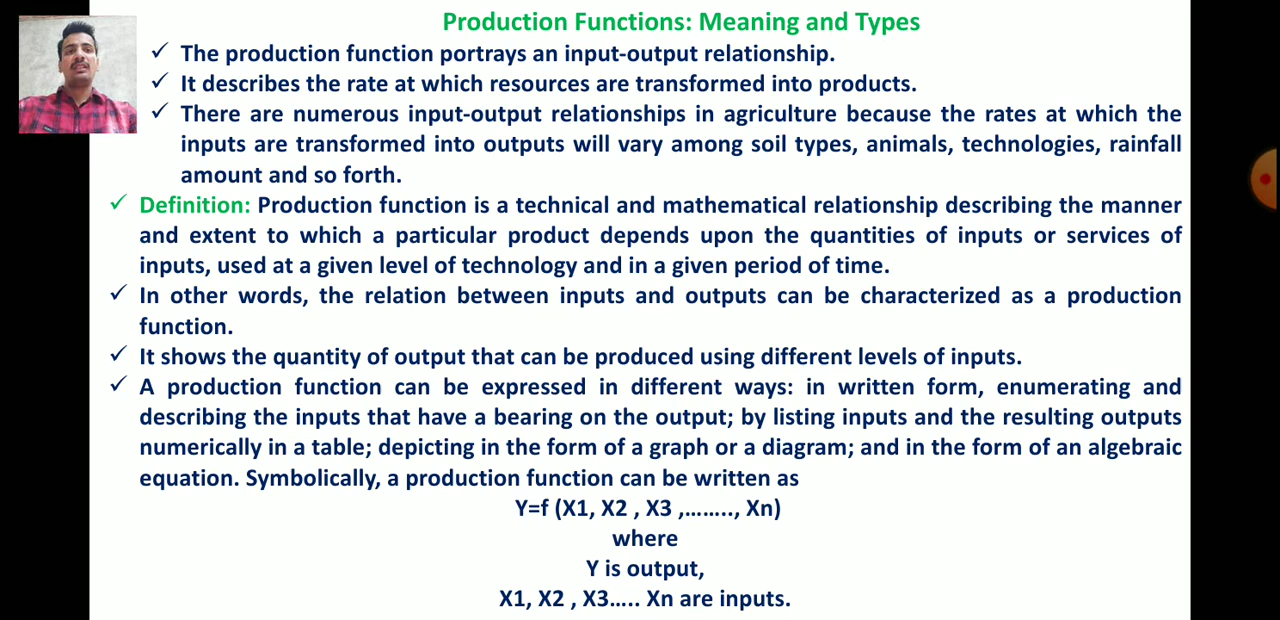 Production Functions: Meaning and Types
✓ The production function portrays an input-output relationship.
✓ It describes the rate at which resources are transformed into products.
✓ There are numerous input-output relationships in agriculture because the rates at which the
inputs are transformed into outputs will vary among soil types, animals, technologies, rainfall
amount and so forth.
✓ Definition: Production function is a technical and mathematical relationship describing the manner
and extent to which a particular product depends upon the quantities of inputs or services of
inputs, used at a given level of technology and in a given period of time.
✓ In other words, the relation between inputs and outputs can be characterized as a production
function.
✓ It shows the quantity of output that can be produced using different levels of inputs.
✓ A production function can be expressed in different ways: in written form, enumerating and
describing the inputs that have a bearing on the output; by listing inputs and the resulting outputs
numerically in a table; depicting in the form of a graph or a diagram; and in the form of an algebraic
equation. Symbolically, a production function can be written as
Y=f (X1, X2 , X3 ,…….., Xn)
where
Y is output,
X1, X2 , X3….. Xn are inputs.